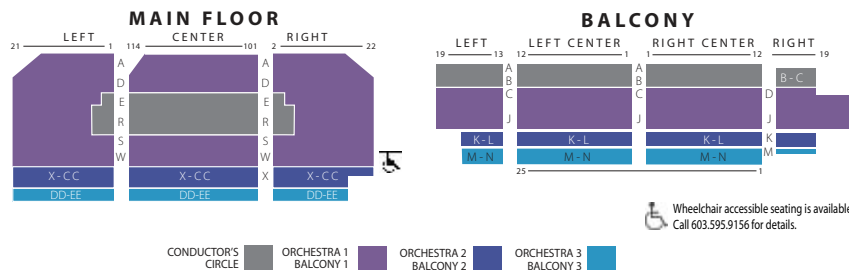 MAIN FLOOR
LEFT CENTER RIGHT
21 1 114 101 2 22
A A
D D
E E
R R
S S
W W
X-CC X-CC X X-CC
DD-EE DD-EE DD-EE
BALCONY
LEFT LEFT CENTER RIGHT CENTER RIGHT
19 13 12 1 1 12 19
A A
B B B-C
C C
D
J J J
K-L K-L K-L K
M-N M-N M-N M
25 1
Wheelchair accessible seating is available
Call 603.595.9156 for details.
CONDUCTOR'S CIRCLE
ORCHESTRA 1 BALCONY 1
ORCHESTRA 2 BALCONY 2
ORCHESTRA 3 BALCONY 3